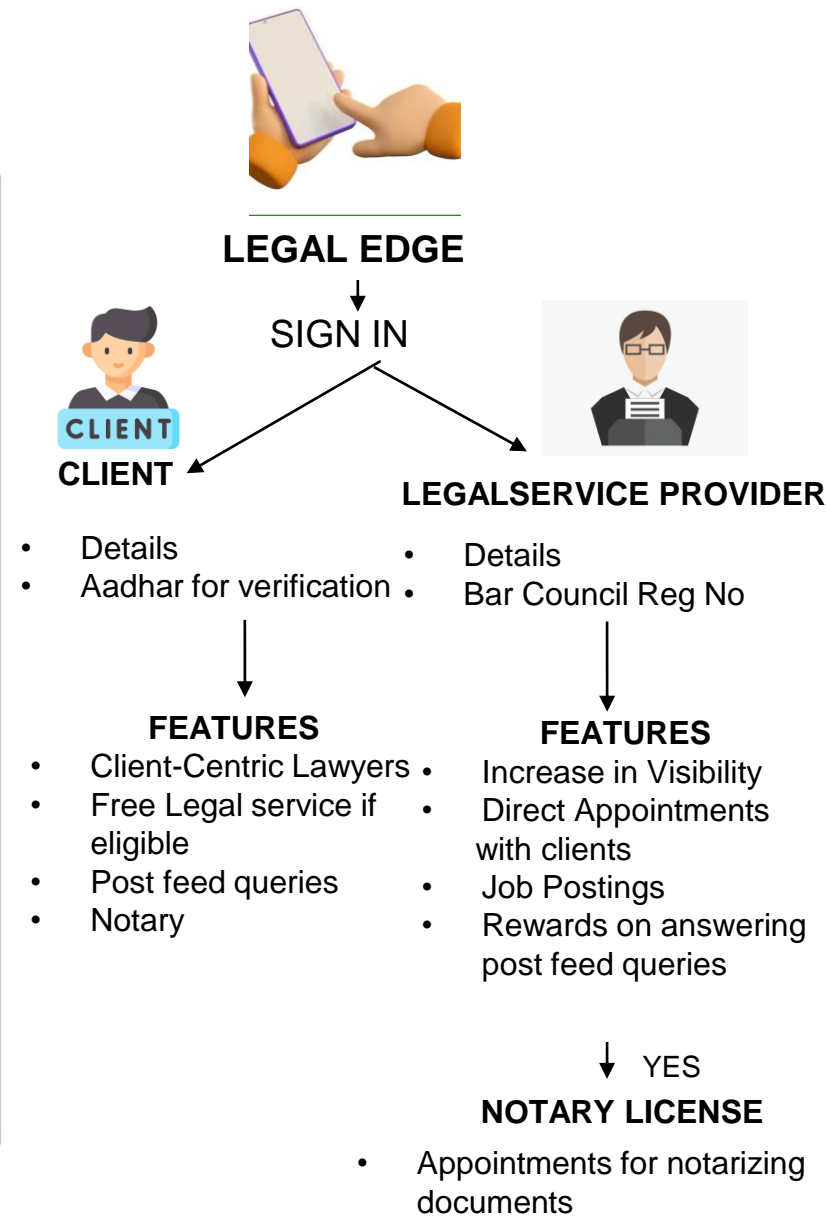 LEGAL EDGE
SIGN IN
CLIENT
CLIENT
• Details
• Aadhar for verification
FEATURES
• Client-Centric Lawyers
• Free Legal service if
eligible
• Post feed queries
• Notary
LEGALSERVICE PROVIDER
• Details
• Bar Council Reg No
FEATURES
• Increase in Visibility
• Direct Appointments
with clients
• Job Postings
• Rewards on answering
post feed queries
YES
NOTARY LICENSE
• Appointments for notarizing
documents